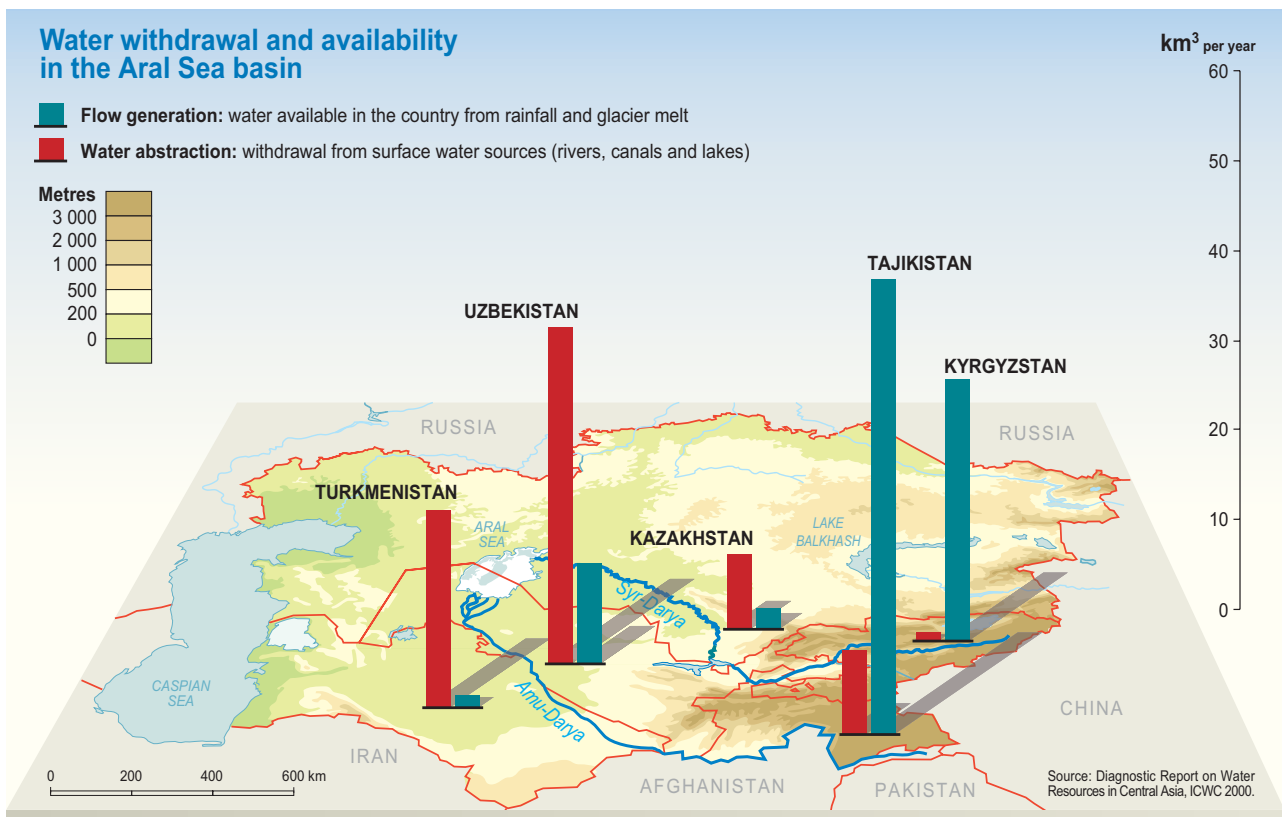 Water withdrawal and availability
in the Aral Sea basin
km³ per year
60
50
40
30
20
10
0
Flow generation: water available in the country from rainfall and glacier melt
Water abstraction: withdrawal from surface water sources (rivers, canals and lakes)
Metres
3 000
2 000
1 000
500
200
0
TAJIKISTAN
UZBEKISTAN
KYRGYZSTAN
RUSSIA
RUSSIA
TURKMENISTAN
ARAL
SEA
KAZAKHSTAN
LAKE
BALKHASH
Syr-Darya
CASPIAN
SEA
Amu-Darya
CHINA
IRAN
AFGHANISTAN
PAKISTAN
0 200 400 600 km
Source: Diagnostic Report on Water
Resources in Central Asia, ICWC 2000.